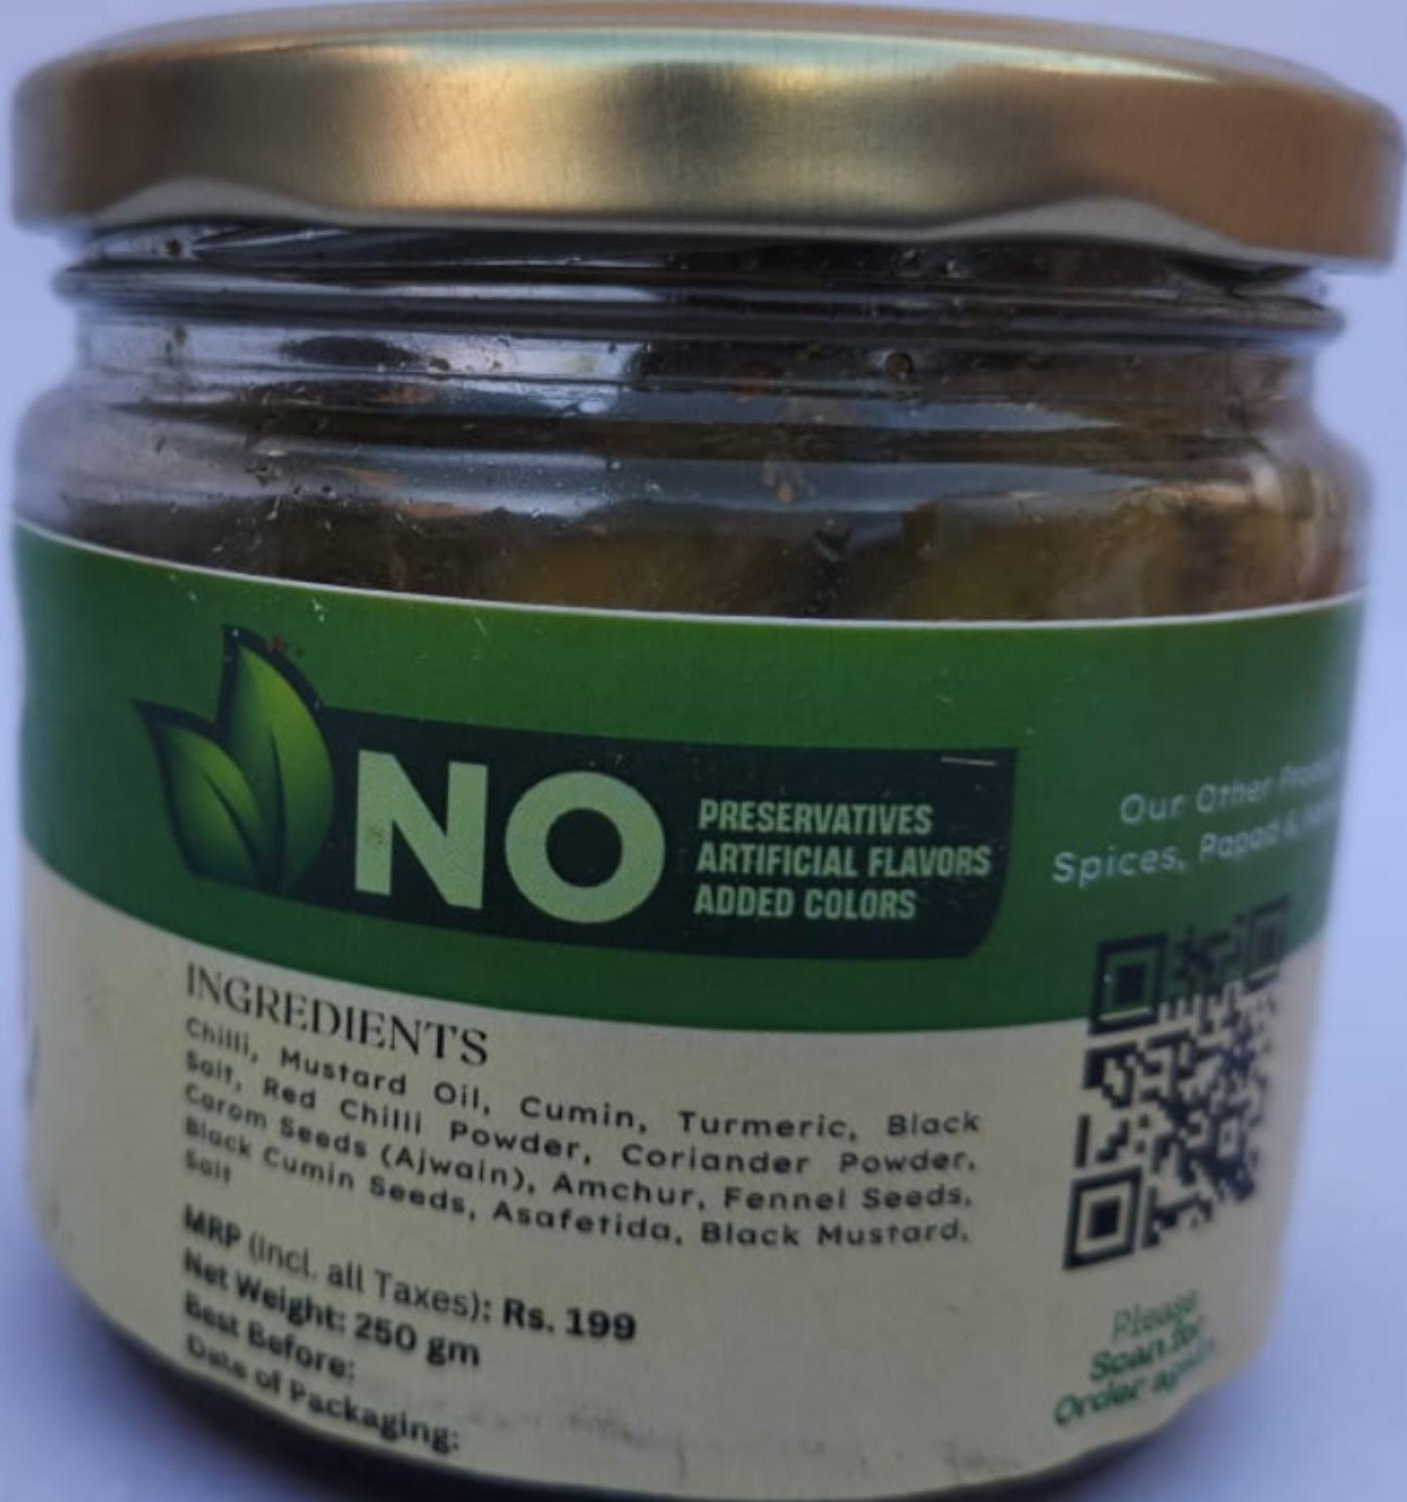 NO
PRESERVATIVES
ARTIFICIAL FLAVORS
ADDED COLORS
Our Other
Spices, Papad &
INGREDIENTS
Chilli, Mustard Oil, Cumin, Turmeric, Black
Salt, Red Chilli Powder, Coriander Powder,
Carom Seeds (Ajwain), Amchur, Fennel Seeds,
Black Cumin Seeds, Asafetida, Black Mustard,
Salt
MRP (incl. all Taxes): Rs. 199
Net Weight: 250 gm
Best Before:
Date of Packaging:
Please
Scan for
Order again